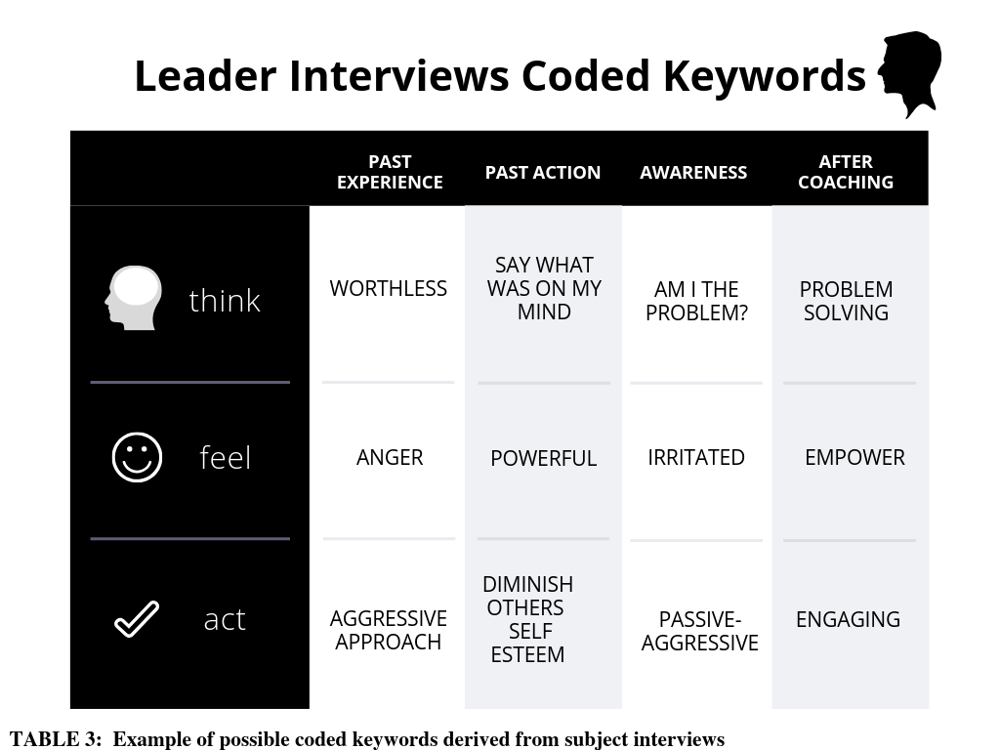 Leader Interviews Coded Keywords
PAST
EXPERIENCE
PAST ACTION
AWARENESS
AFTER
COACHING
think
WORTHLESS
SAY WHAT
WAS ON MY
MIND
AM I THE
PROBLEM?
PROBLEM
SOLVING
feel
ANGER
POWERFUL
IRRITATED
EMPOWER
act
AGGRESSIVE
APPROACH
DIMINISH
OTHERS
SELF
ESTEEM
PASSIVE-
AGGRESSIVE
ENGAGING
TABLE 3:  Example of possible coded keywords derived from subject interviews